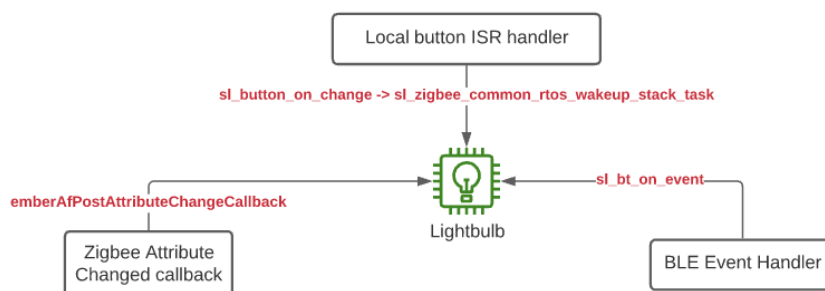 Local button ISR handler
sl_button_on_change -> sl_zigbee_common_rtos_wakeup_stack_task
sl_bt_on_event
emberAfPostAttributeChangeCallback
Lightbulb
Zigbee Attribute
Changed callback
BLE Event Handler